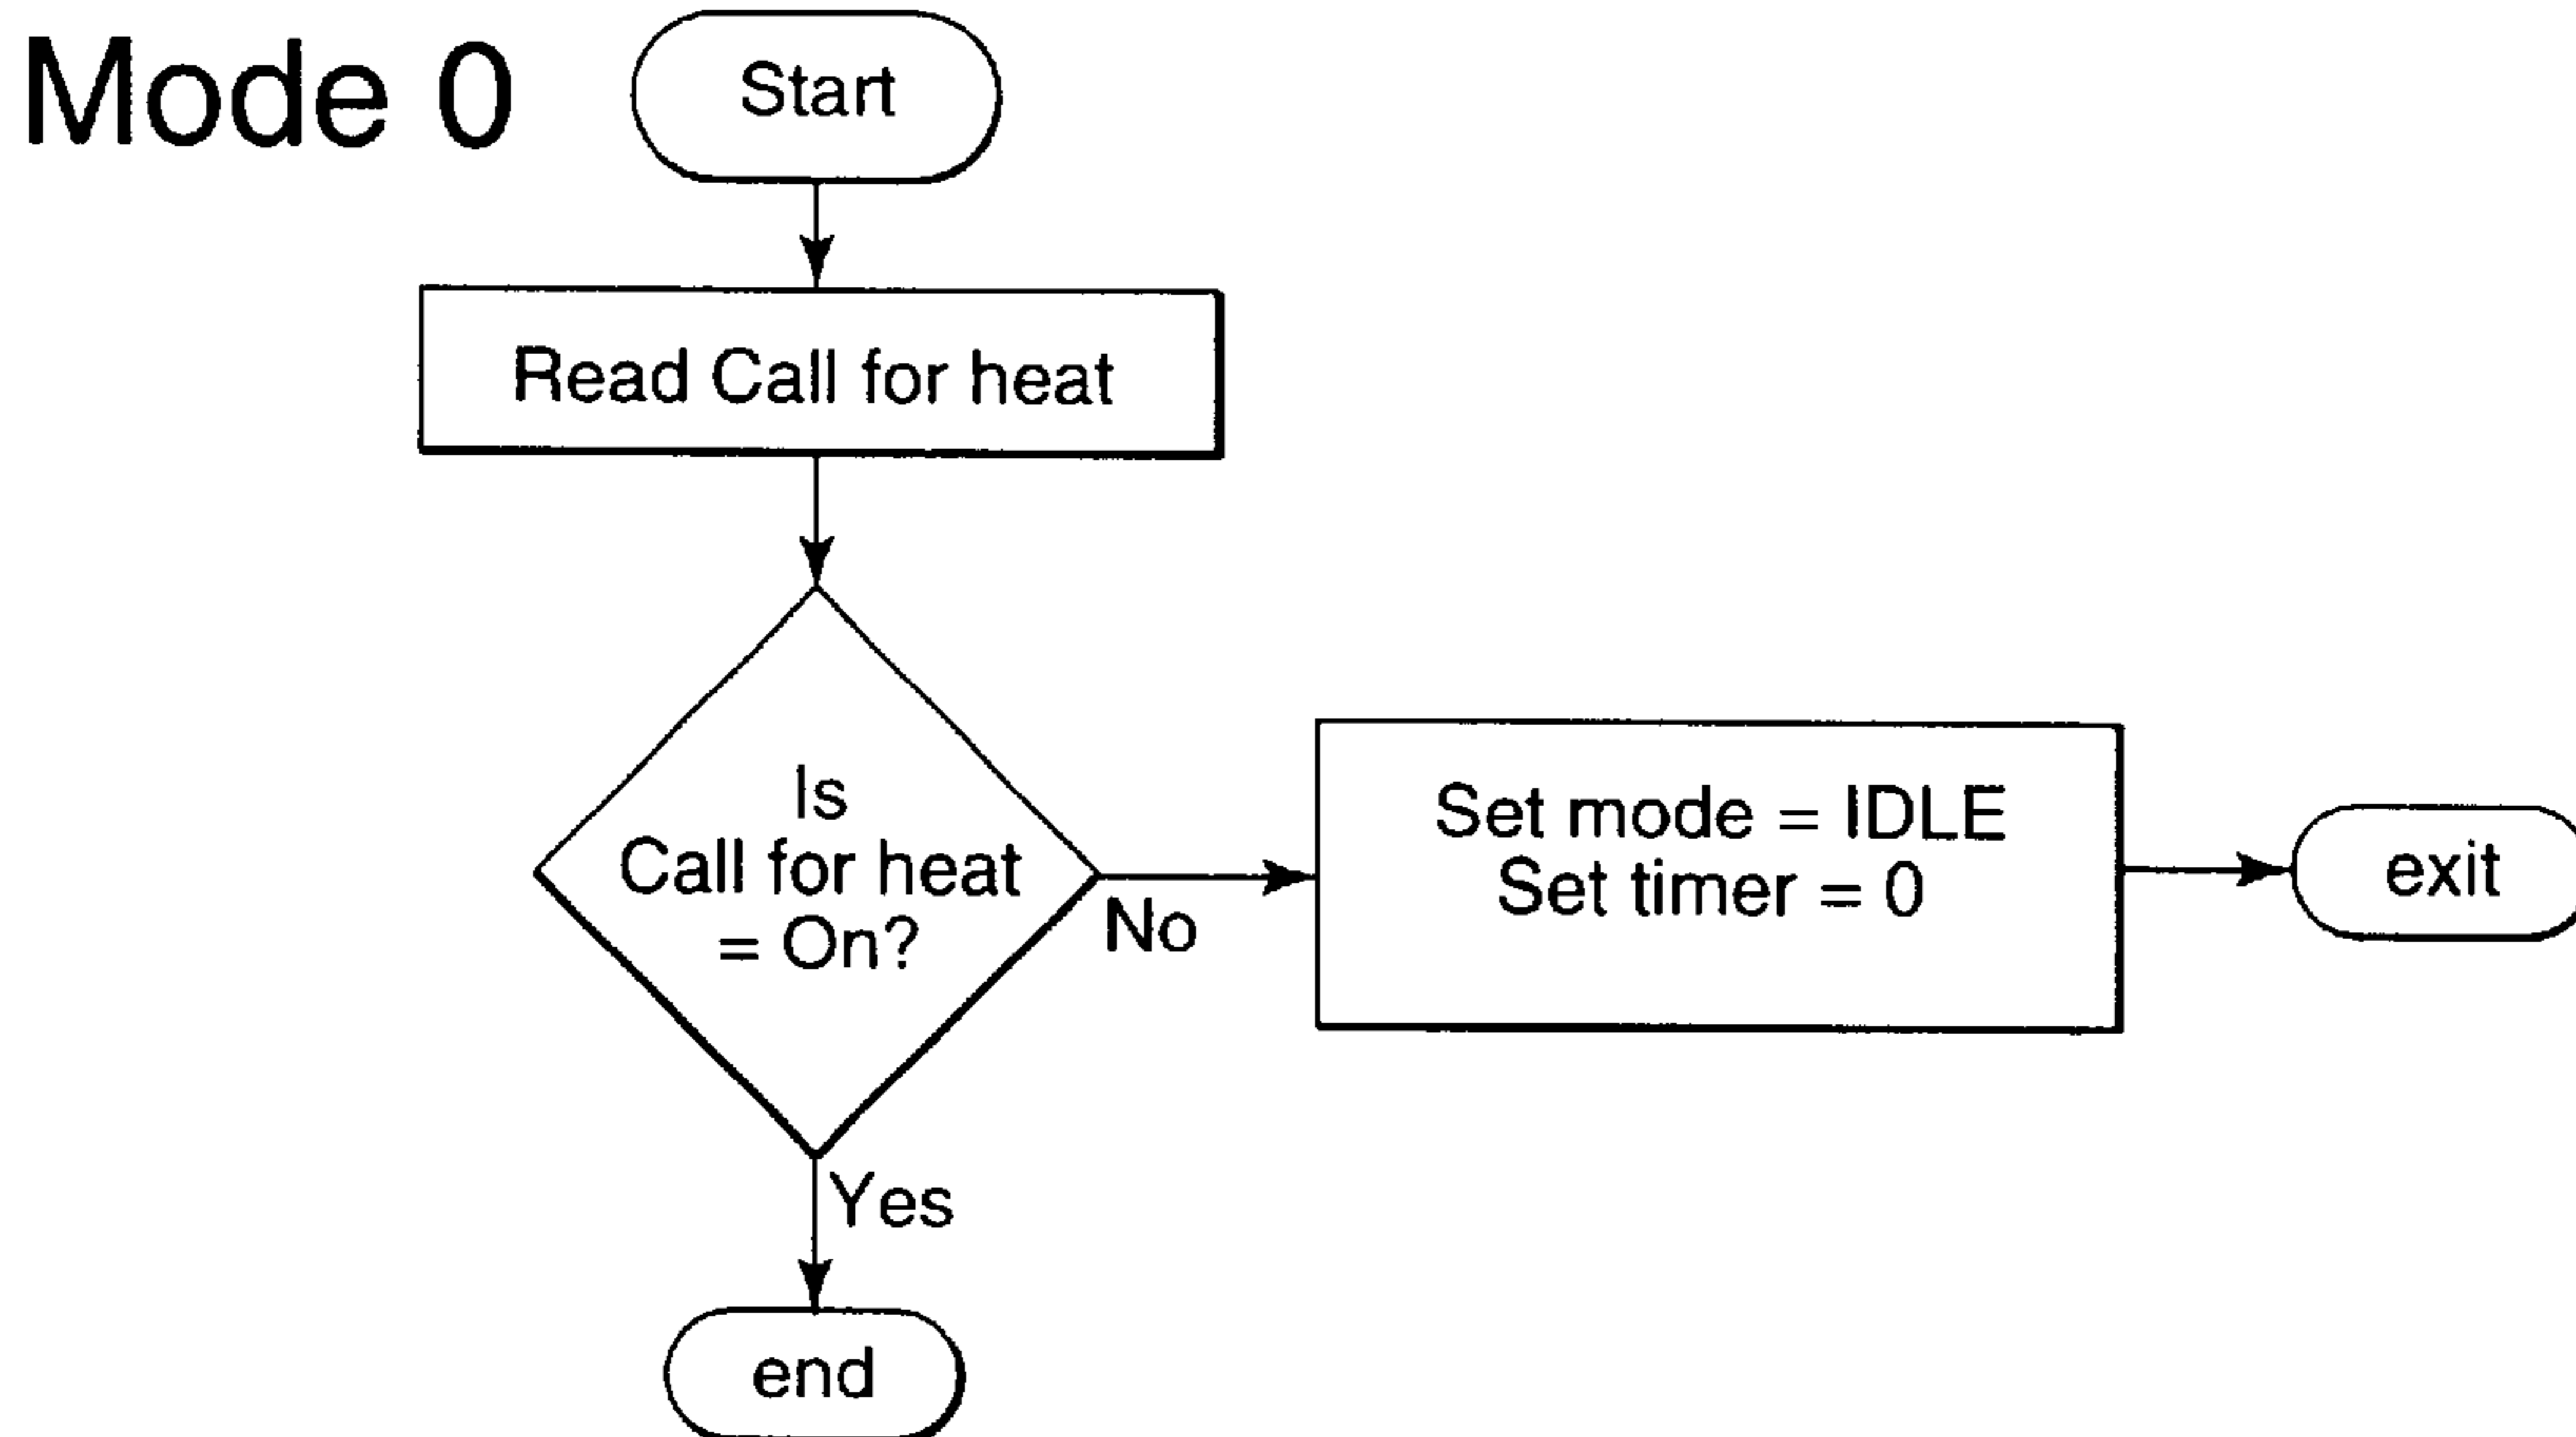 Mode 0
Start
Read Call for heat
Is
Call for heat
= On?
No
Set mode = IDLE
Set timer = 0
exit
Yes
end